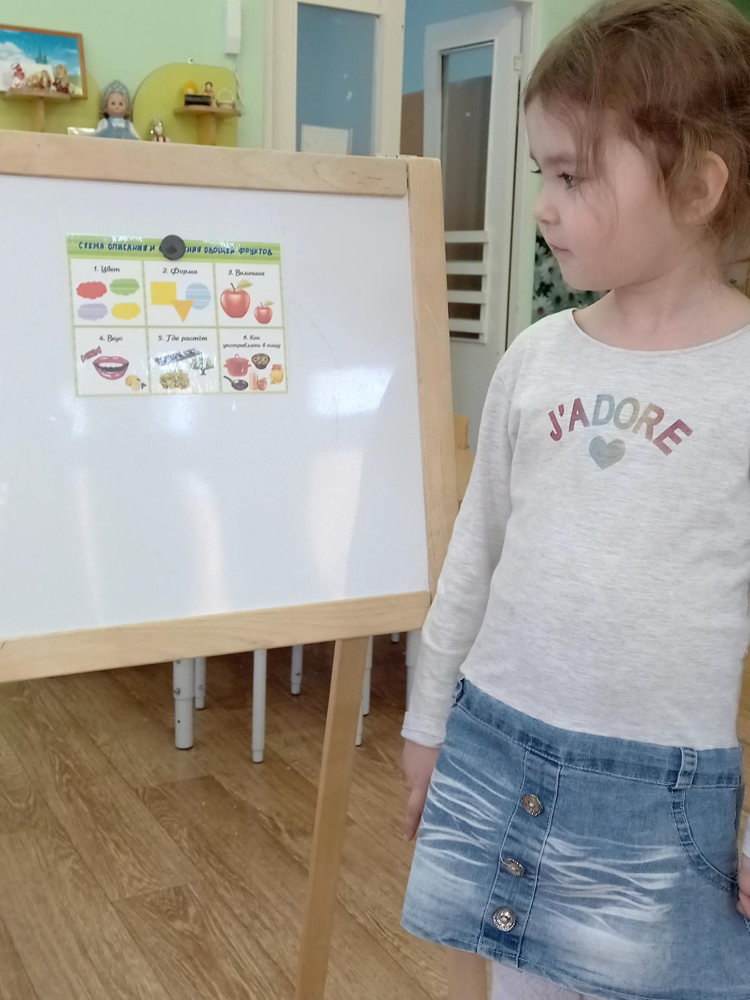 СХЕМА ОПИСАНИЯ И ОВОЩЕЙ ФРУКТОВ
1. Цвет
2. Форма
3. Величина
4. Вкус
5. Где растёт
6. Как
употреблять в пищу
J'ADORE